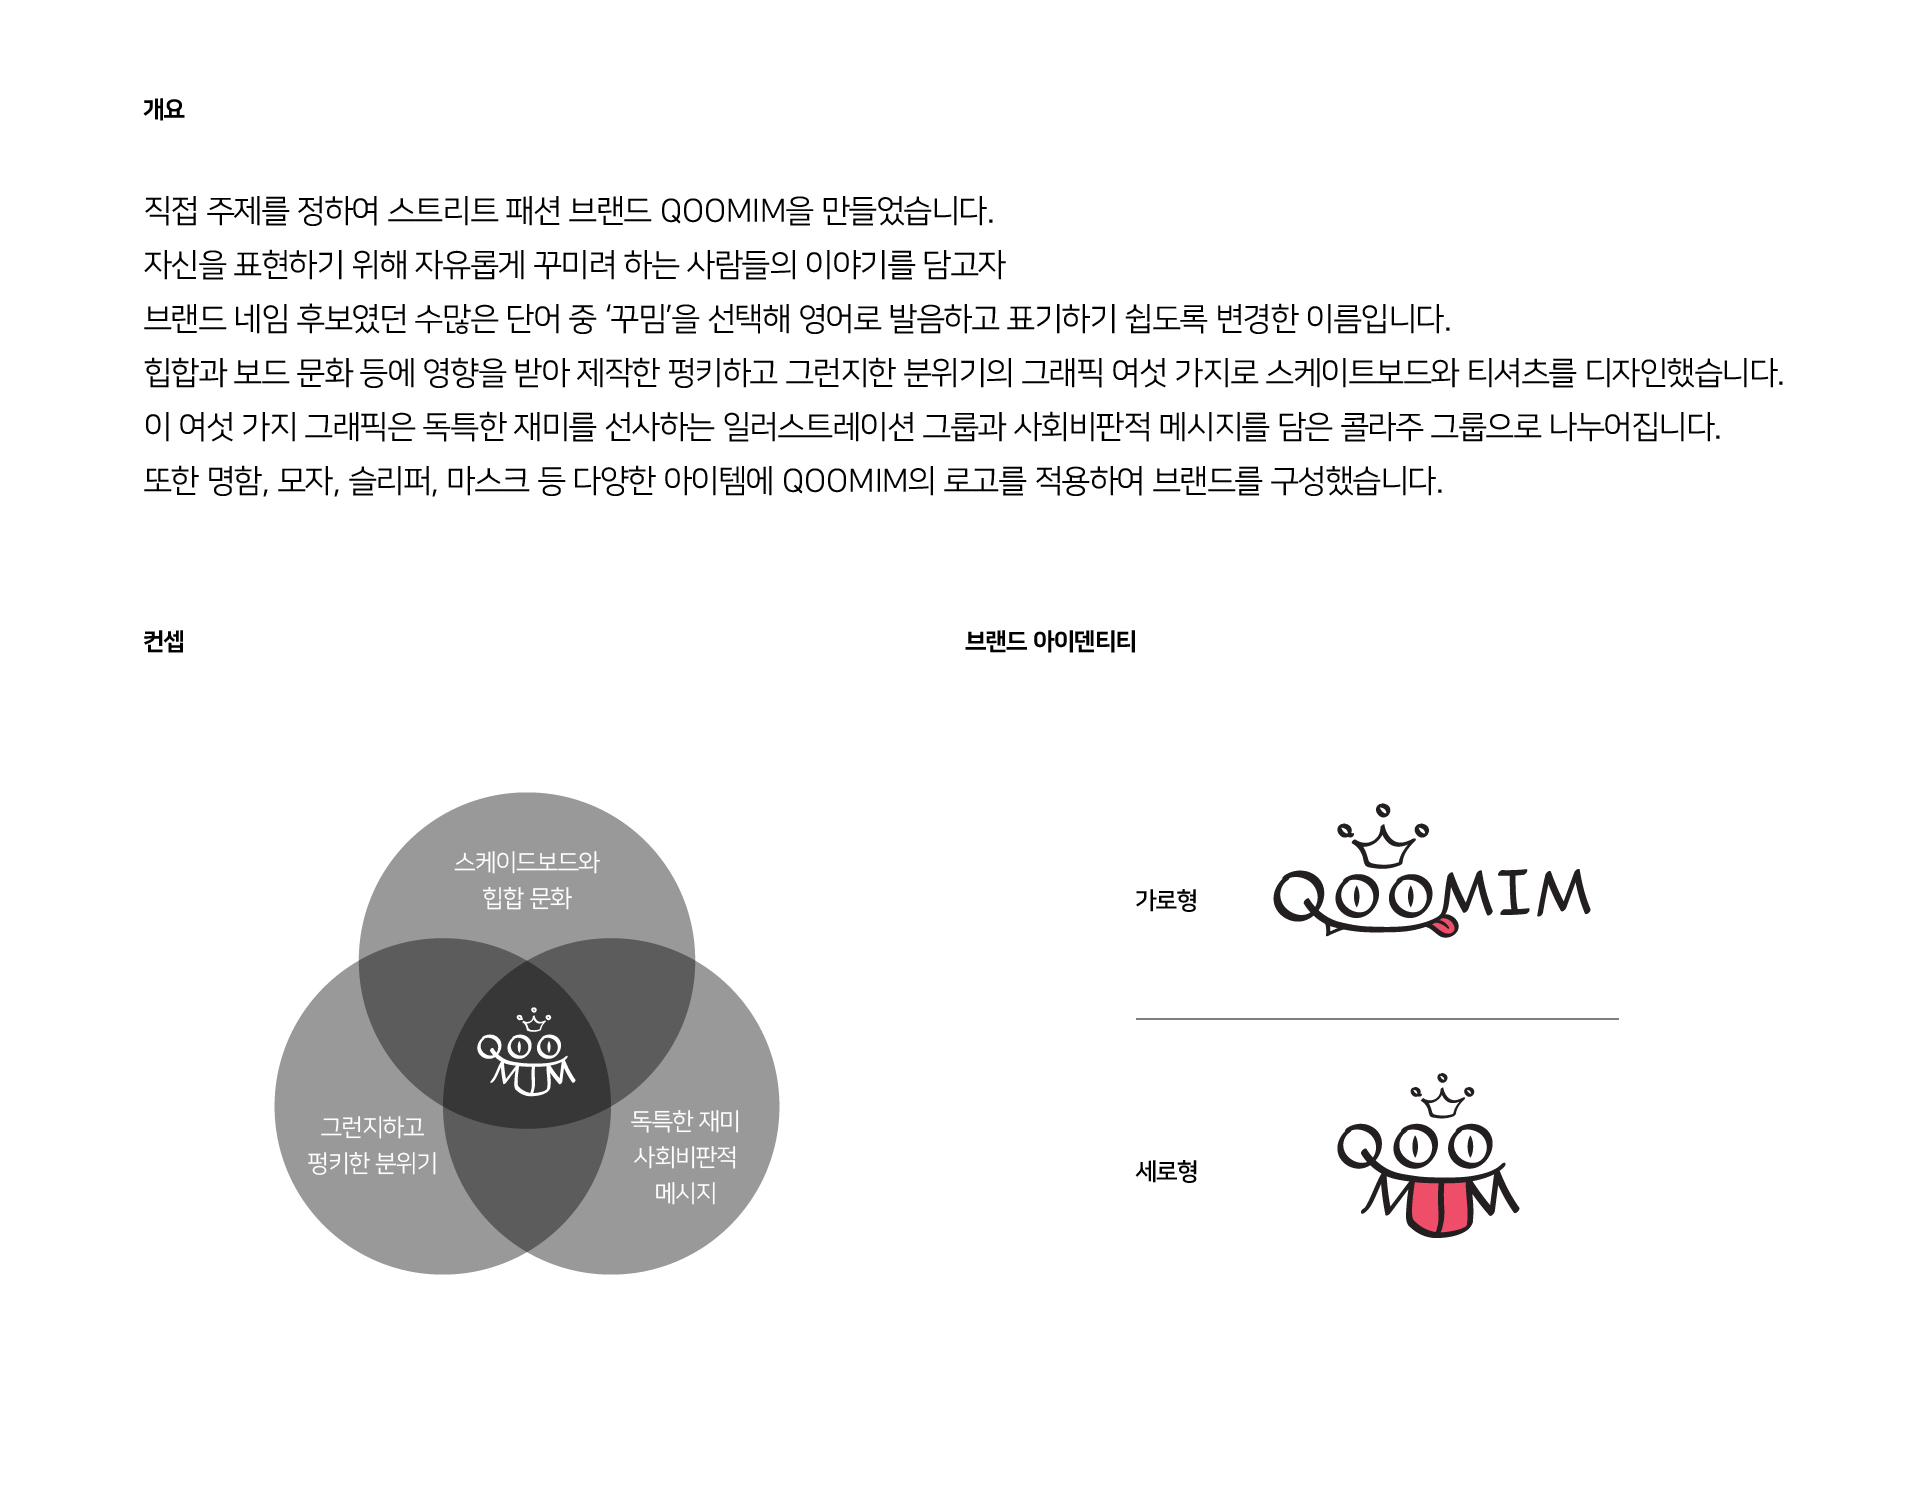 개요
직접 주제를 정하여 스트리트 패션 브랜드 QOOMIM을 만들었습니다.
자신을 표현하기 위해 자유롭게 꾸미려 하는 사람들의 이야기를 담고자
브랜드 네임 후보였던 수많은 단어 중 ‘꾸밈’을 선택해 영어로 발음하고 표기하기 쉽도록 변경한 이름입니다.
힙합과 보드 문화 등에 영향을 받아 제작한 펑키하고 그런지한 분위기의 그래픽 여섯 가지로 스케이트보드와 티셔츠를 디자인했습니다.
이 여섯 가지 그래픽은 독특한 재미를 선사하는 일러스트레이션 그룹과 사회비판적 메시지를 담은 콜라주 그룹으로 나누어집니다.
또한 명함, 모자, 슬리퍼, 마스크 등 다양한 아이템에 QOOMIM의 로고를 적용하여 브랜드를 구성했습니다.
컨셉
스케이드보드와
힙합 문화
QOO
MIM
그런지하고
펑키한 분위기
독특한 재미
사회비판적
메시지
브랜드 아이덴티티
가로형
QOOMIM
세로형
QOO
MIM